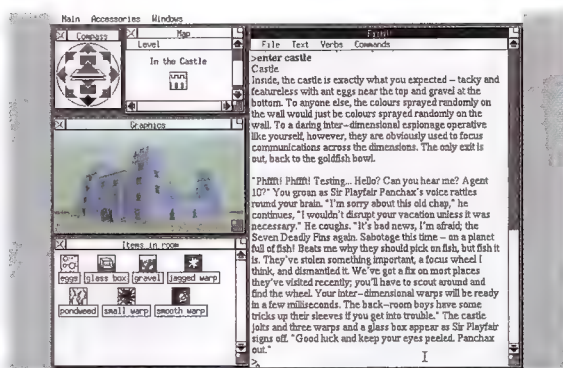 Main Accessories Windows
Compass
Map
Level
In the Castle
Graphics
Items in room
eggs glass box gravel jagged warp
pondweed small warp smooth warp
File Text Verbs Commands
>enter castle
Castle
Inside, the castle is exactly what you expected – tacky and
featureless with ant eggs near the top and gravel at the
bottom. To anyone else, the colours sprayed randomly on
the wall would just be colours sprayed randomly on the
wall. To a daring inter-dimensional espionage operative
like yourself, however, they are obviously used to focus
communications across the dimensions. The only exit is
out, back to the goldfish bowl.
"Phffft! Phffft! Testing... Hello? Can you hear me? Agent
10?" You groan as Sir Playfair Panchax's voice rattles
round your brain. "I'm sorry about this old chap," he
continues, "I wouldn't disrupt your vacation unless it was
necessary." He coughs. "It's bad news, I'm afraid; the
Seven Deadly Fins again. Sabotage this time – on a planet
full of fish! Beats me why they should pick on fish, but fish it
is. They've stolen something important, a focus wheel I
think, and dismantled it. We've got a fix on most places
they've visited recently; you'll have to scout around and
find the wheel. Your inter-dimensional warps will be ready
in a few milliseconds. The back-room boys have some
tricks up their sleeves if you get into trouble." The castle
jolts and three warps and a glass box appear as Sir Playfair
signs off. "Good luck and keep your eyes peeled. Panchax
out."
>